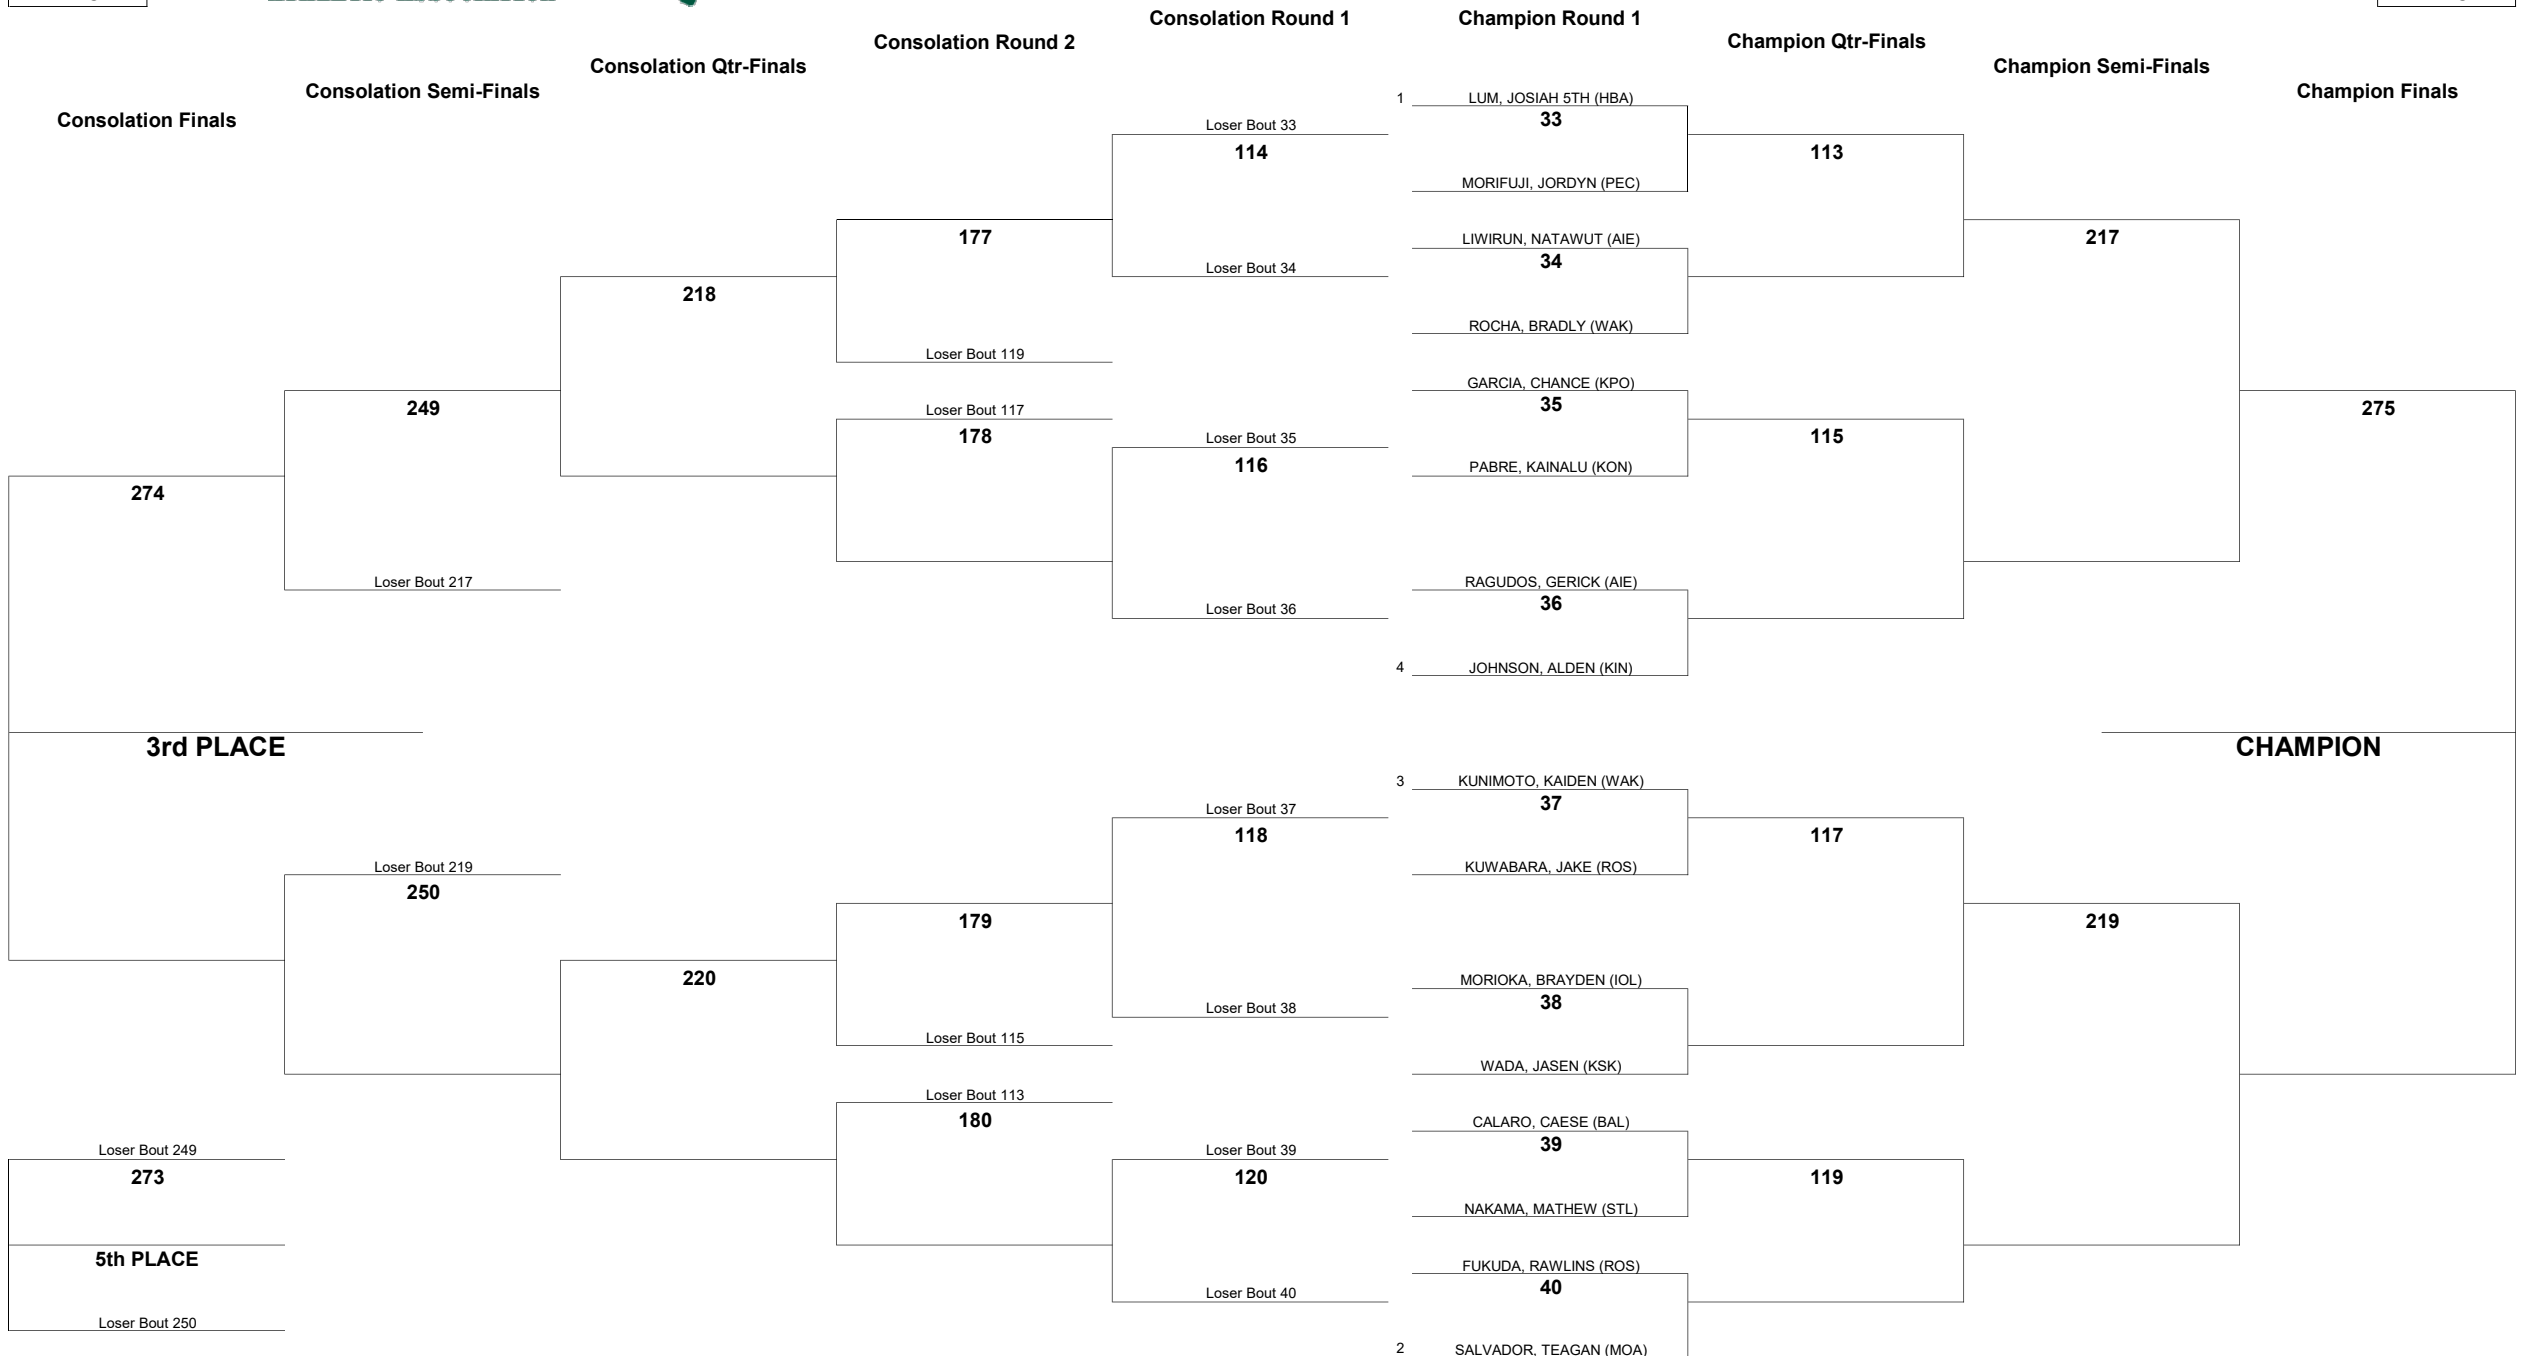 Consolation Round 1
Champion Round 1
Consolation Round 2
Champion Qtr-Finals
Consolation Qtr-Finals
Champion Semi-Finals
Consolation Semi-Finals
Champion Finals
Consolation Finals
1 LUM, JOSIAH 5TH (HBA)
33
Loser Bout 33
114
113
MORIFUJI, JORDYN (PEC)
177
217
LIWIRUN, NATAWUT (AIE)
34
Loser Bout 34
218
ROCHA, BRADLY (WAK)
Loser Bout 119
GARCIA, CHANCE (KPO)
35
249
275
Loser Bout 117
178
Loser Bout 35
116
115
PABRE, KAINALU (KON)
274
Loser Bout 217
RAGUDOS, GERICK (AIE)
36
Loser Bout 36
4 JOHNSON, ALDEN (KIN)
3rd PLACE
CHAMPION
3 KUNIMOTO, KAIDEN (WAK)
37
Loser Bout 37
118
117
Loser Bout 219
250
KUWABARA, JAKE (ROS)
179
219
220
MORIOKA, BRAYDEN (IOL)
38
Loser Bout 38
Loser Bout 115
WADA, JASEN (KSK)
Loser Bout 113
180
CALARO, CAESE (BAL)
39
Loser Bout 249
273
Loser Bout 39
120
119
NAKAMA, MATHEW (STL)
5th PLACE
FUKUDA, RAWLINS (ROS)
40
Loser Bout 40
Loser Bout 250
2 SALVADOR, TEAGAN (MOA)